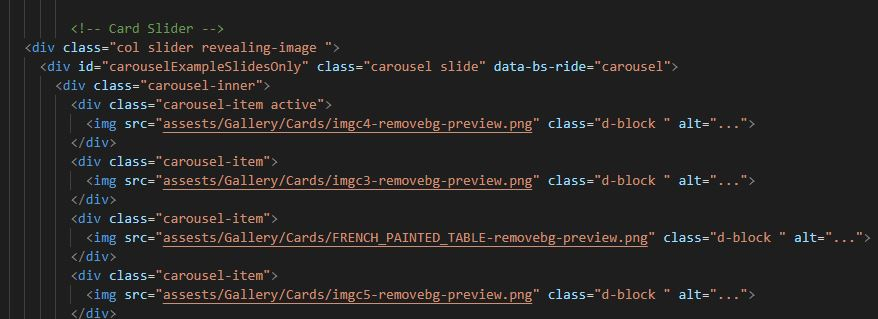 <!-- Card Slider -->
<div class="col slider revealing-image ">
<div id="carouselExampleSlidesOnly" class="carousel slide" data-bs-ride="carousel">
<div class="carousel-inner">
<div class="carousel-item active">
<img src="assests/Gallery/Cards/imgc4-removebg-preview.png" class="d-block " alt="...">
</div>
<div class="carousel-item">
<img src="assests/Gallery/Cards/imgc3-removebg-preview.png" class="d-block " alt="...">
</div>
<div class="carousel-item">
<img src="assests/Gallery/Cards/FRENCH_PAINTED_TABLE-removebg-preview.png" class="d-block " alt="...">
</div>
<div class="carousel-item">
<img src="assests/Gallery/Cards/imgc5-removebg-preview.png" class="d-block " alt="...">
</div>